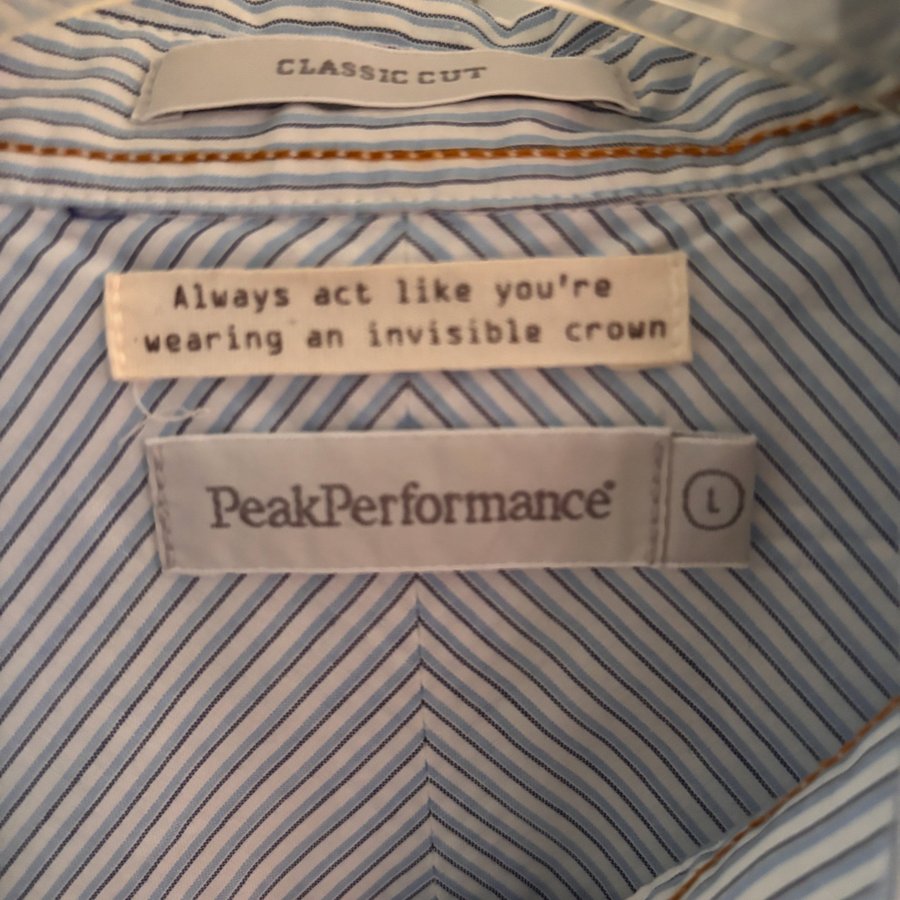 CLASSIC CUT
Always act like you're
wearing an invisible crown
PeakPerformance®
L